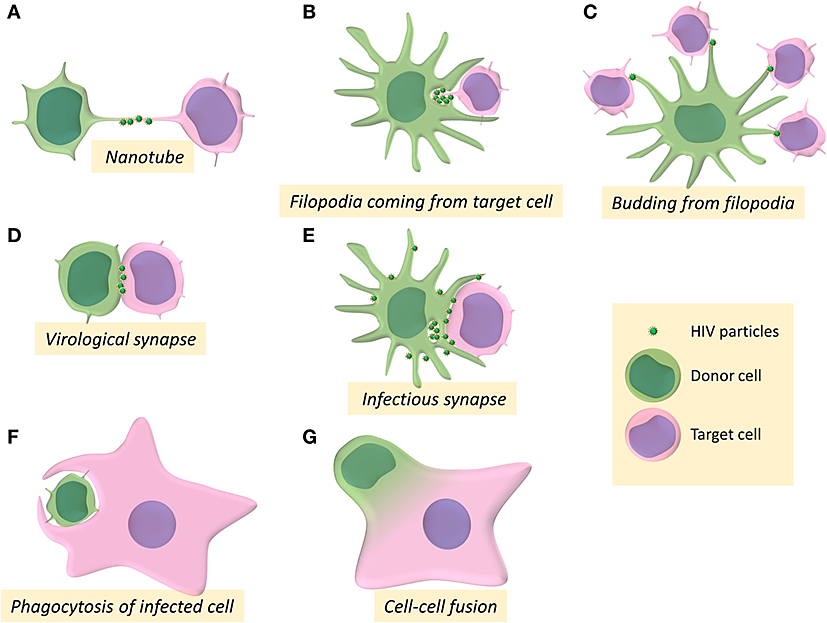 A
Nanotube
B
Filopodia coming from target cell
C
Budding from filopodia
D
Virological synapse
E
Infectious synapse
HIV particles
Donor cell
Target cell
F
Phagocytosis of infected cell
G
Cell-cell fusion